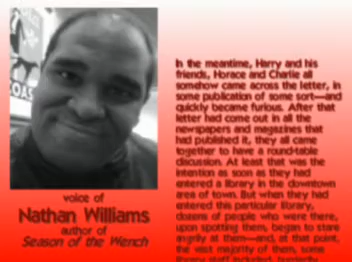 OAS
voice of
Nathan Williams
author of
Season of the Wench
In the meantime, Harry and his
friends, Horace and Charlie all
somehow came across the letter, in
some publication of some sort—and
quickly became furious. After that
letter had come out in all the
newspapers and magazines that
had published it, they all came
together to have a round-table
discussion. At least that was the
intention as soon as they had
entered a library in the downtown
area of town. But when they had
entered this particular library,
dozens of people who were there,
upon spotting them, began to stare
angrily at them—and, at that point,
the vast majority of them, some
library staff included, currently